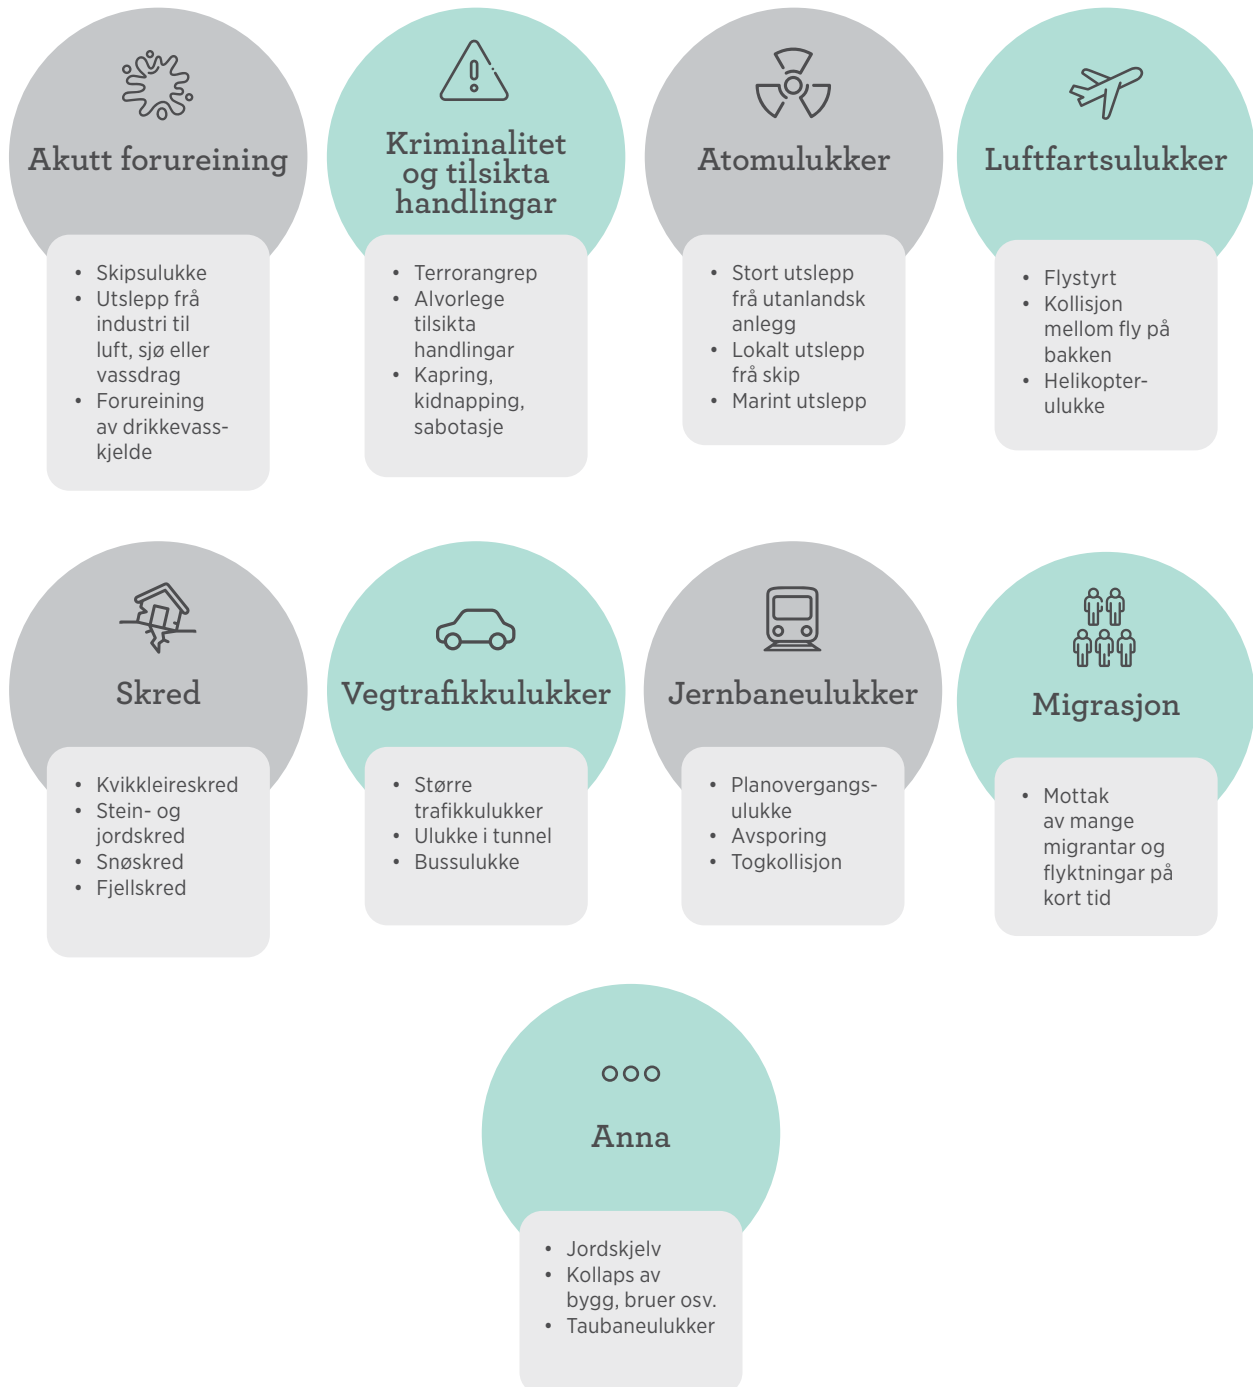 Akutt forureining
• Skipsulukke
• Utslepp frå
industri til
luft, sjø eller
vassdrag
• Forureining
av drikkevass-
kjelde
Kriminalitet
og tilsikta
handlingar
• Terrorangrep
• Alvorlege
tilsikta
handlingar
• Kapring,
kidnapping,
sabotasje
Atomulukker
• Stort utslepp
frå utanlandsk
anlegg
• Lokalt utslepp
frå skip
• Marint utslepp
Luftfartsulukker
• Flystyrt
• Kollisjon
mellom fly på
bakken
• Helikopter-
ulukke
Skred
• Kvikkleireskred
• Stein- og
jordskred
• Snøskred
• Fjellskred
Vegtrafikkulukker
• Større
trafikkulukker
• Ulukke i tunnel
• Bussulukke
Jernbaneulukker
• Planovergangs-
ulukke
• Avsporing
• Togkollisjon
Migrasjon
• Mottak
av mange
migrantar og
flyktningar på
kort tid
Anna
• Jordskjelv
• Kollaps av
bygg, bruer osv.
• Taubaneulukker